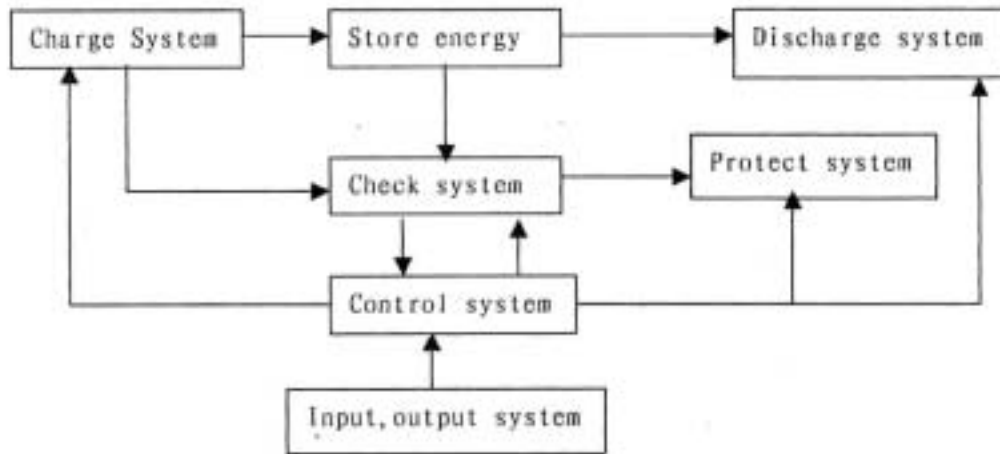 Charge System
Store energy
Discharge system
Check system
Protect system
Control system
Input,output system